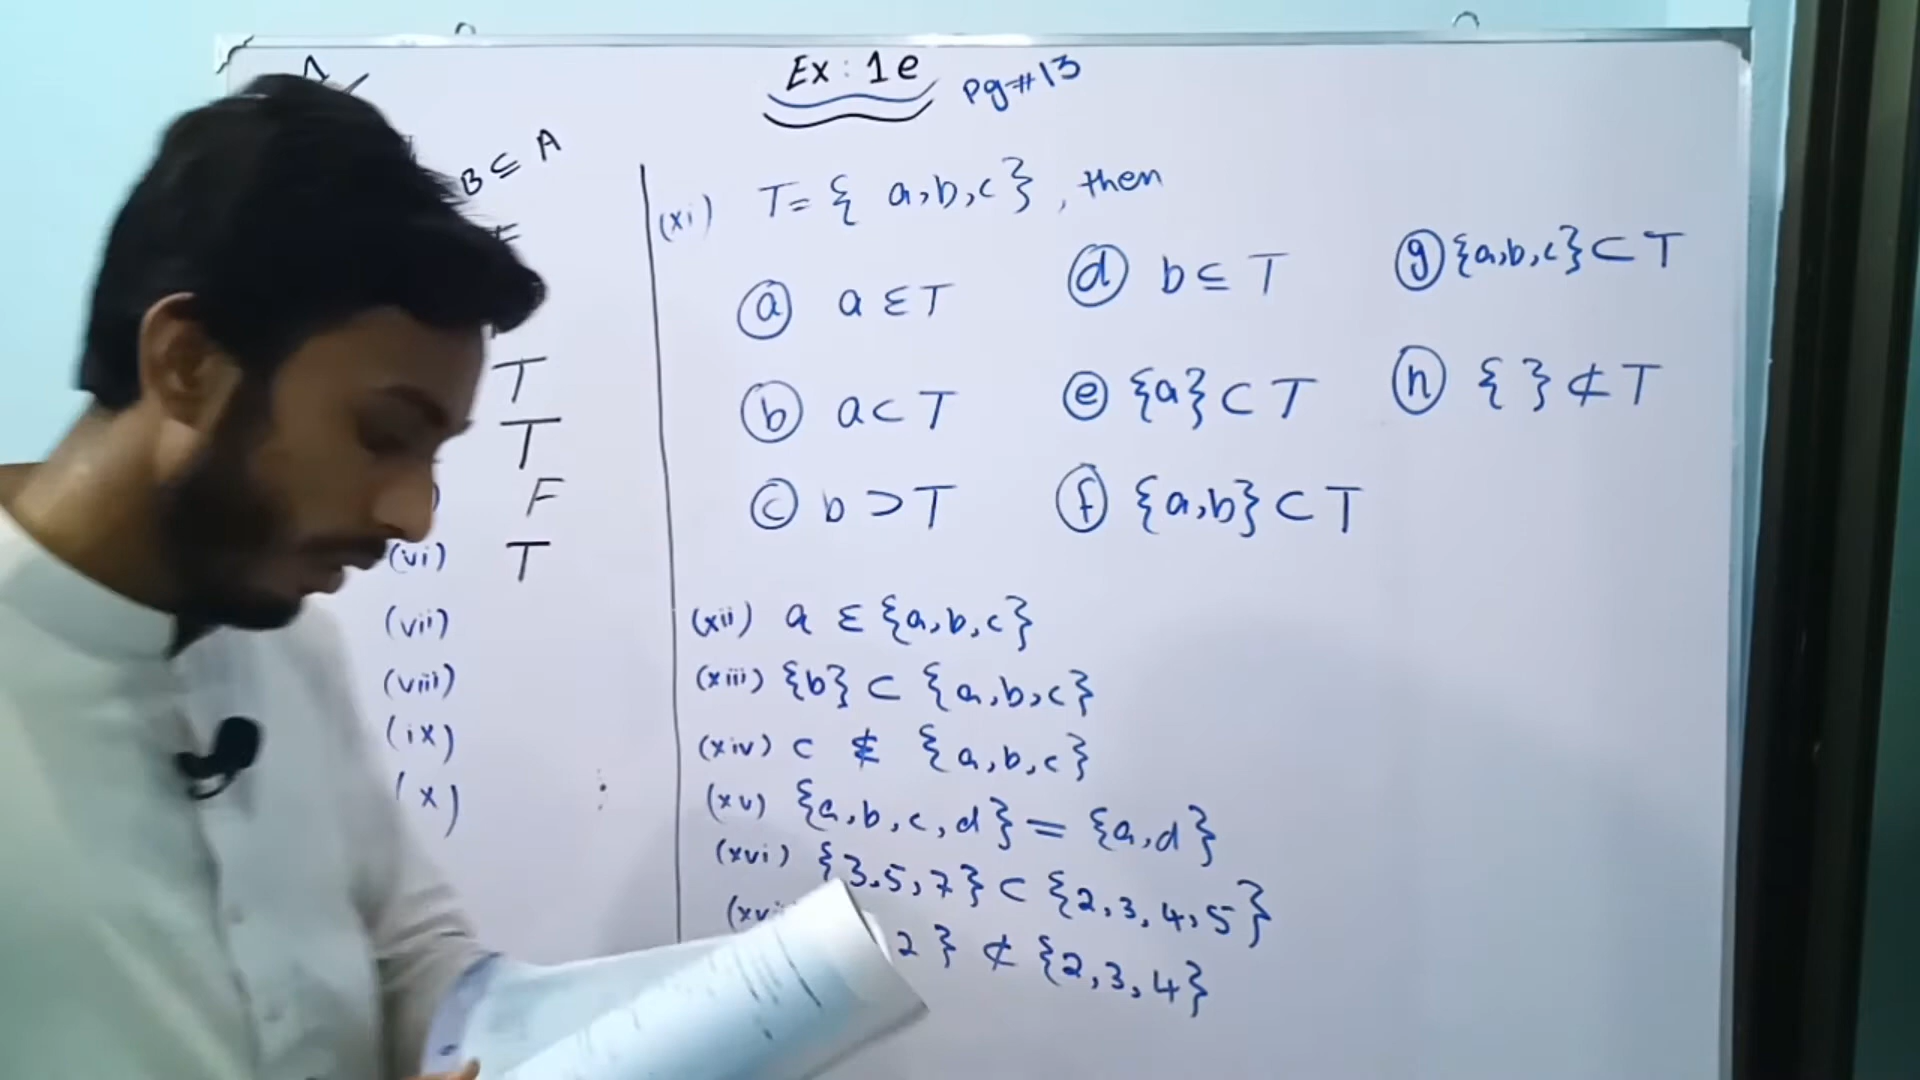 Ex: 1e
Pg#13
B ⊆ A
T
T
F
(vi) T
(vii)
(viii)
(ix)
(x)
(xi) T = { a,b,c} , then
ⓐ a ∈ T
ⓑ a ⊂ T
ⓒ b ⊃ T
ⓓ b ⊆ T
ⓔ {a} ⊂ T
ⓕ {a,b} ⊂ T
ⓖ {a,b,c} ⊂ T
ⓗ { } ⊄ T
(xii) a ∈ {a,b,c}
(xiii) {b} ⊂ {a,b,c}
(xiv) c ∉ {a,b,c}
(xv) {a,b,c,d} = {a,d}
(xvi) {3,5,7} ⊂ {2,3,4,5}
2 } ⊄ {2,3,4}